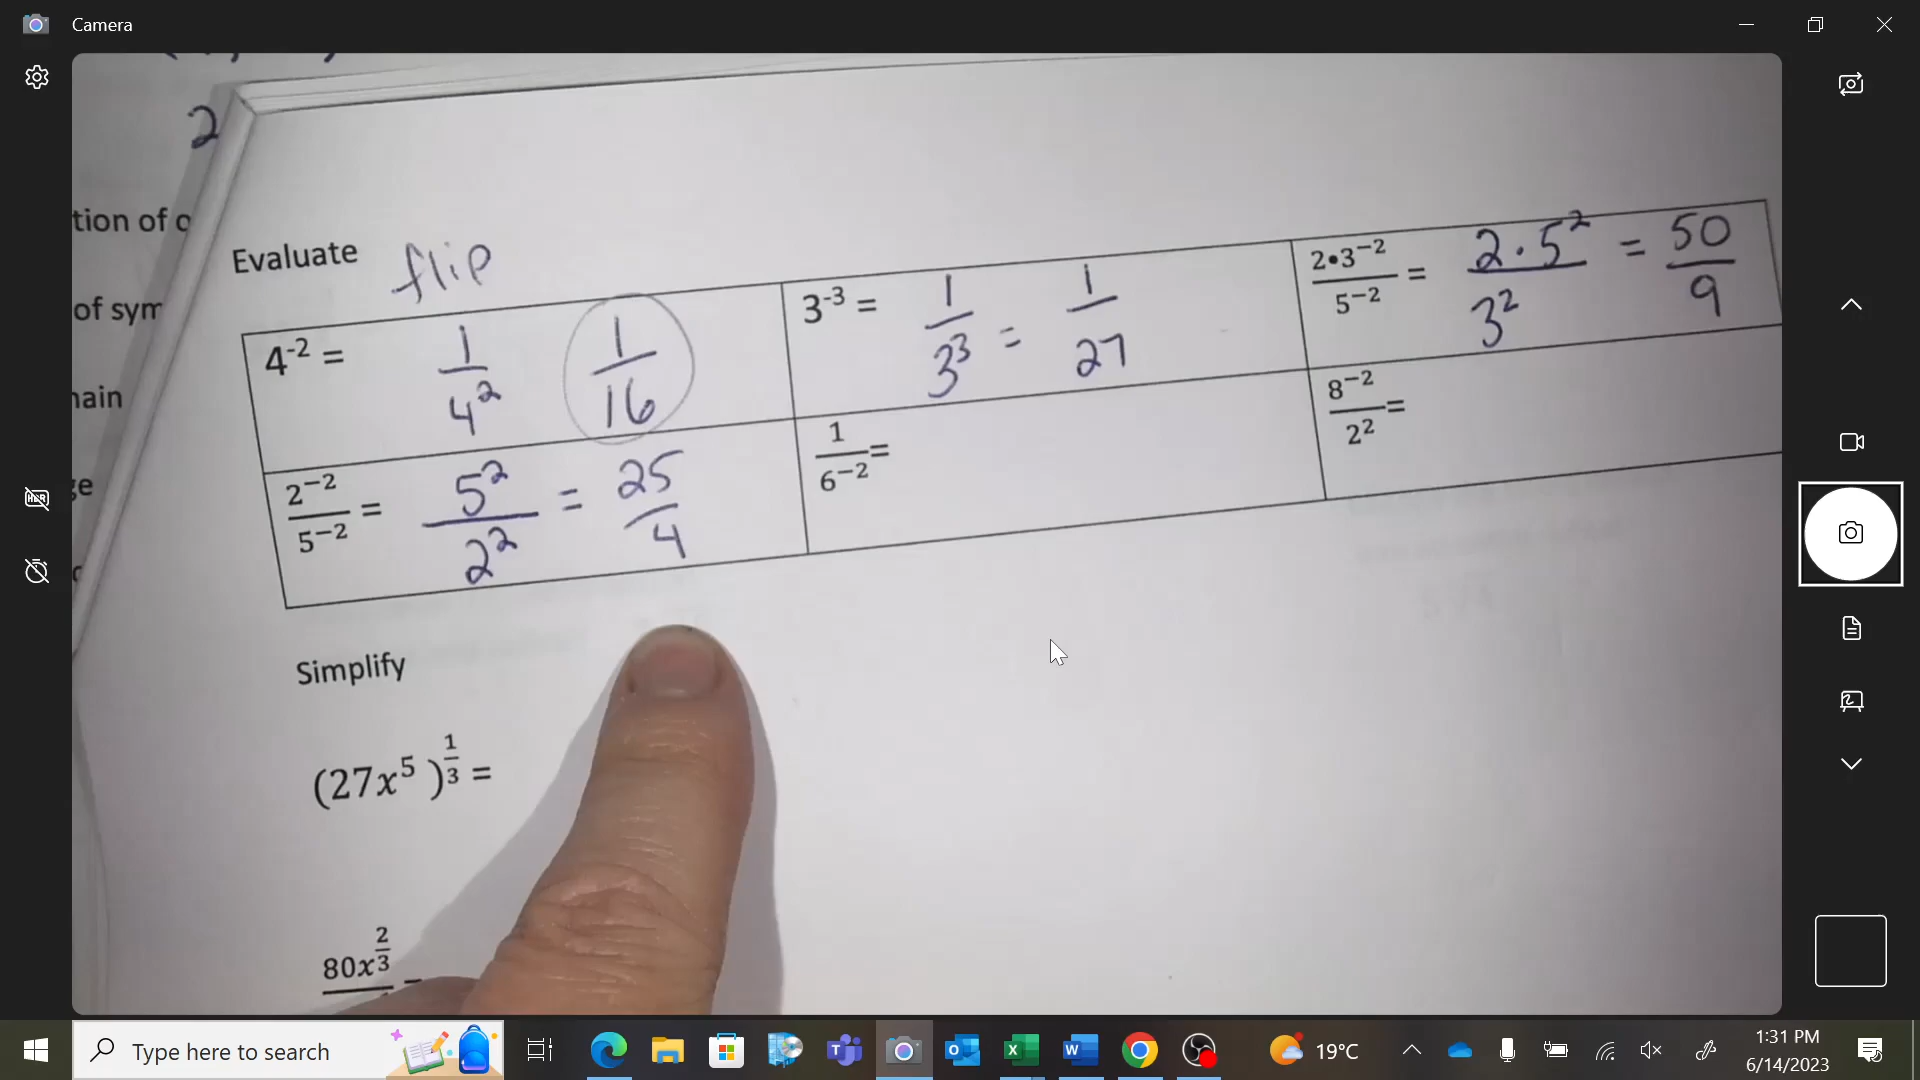 Camera
2
tion of
of sym
Evaluate flip
4⁻² = 1/4² 1/16
3⁻³ = 1/3³ = 1/27
2•3⁻²/5⁻² = 2·5²/3² = 50/9
2⁻²/5⁻² = 5²/2² = 25/4
1/6⁻² =
8⁻²/2² =
Simplify
(27x⁵)^(1/3) =
80x^(2/3)
Type here to search
19°C
1:31 PM
6/14/2023